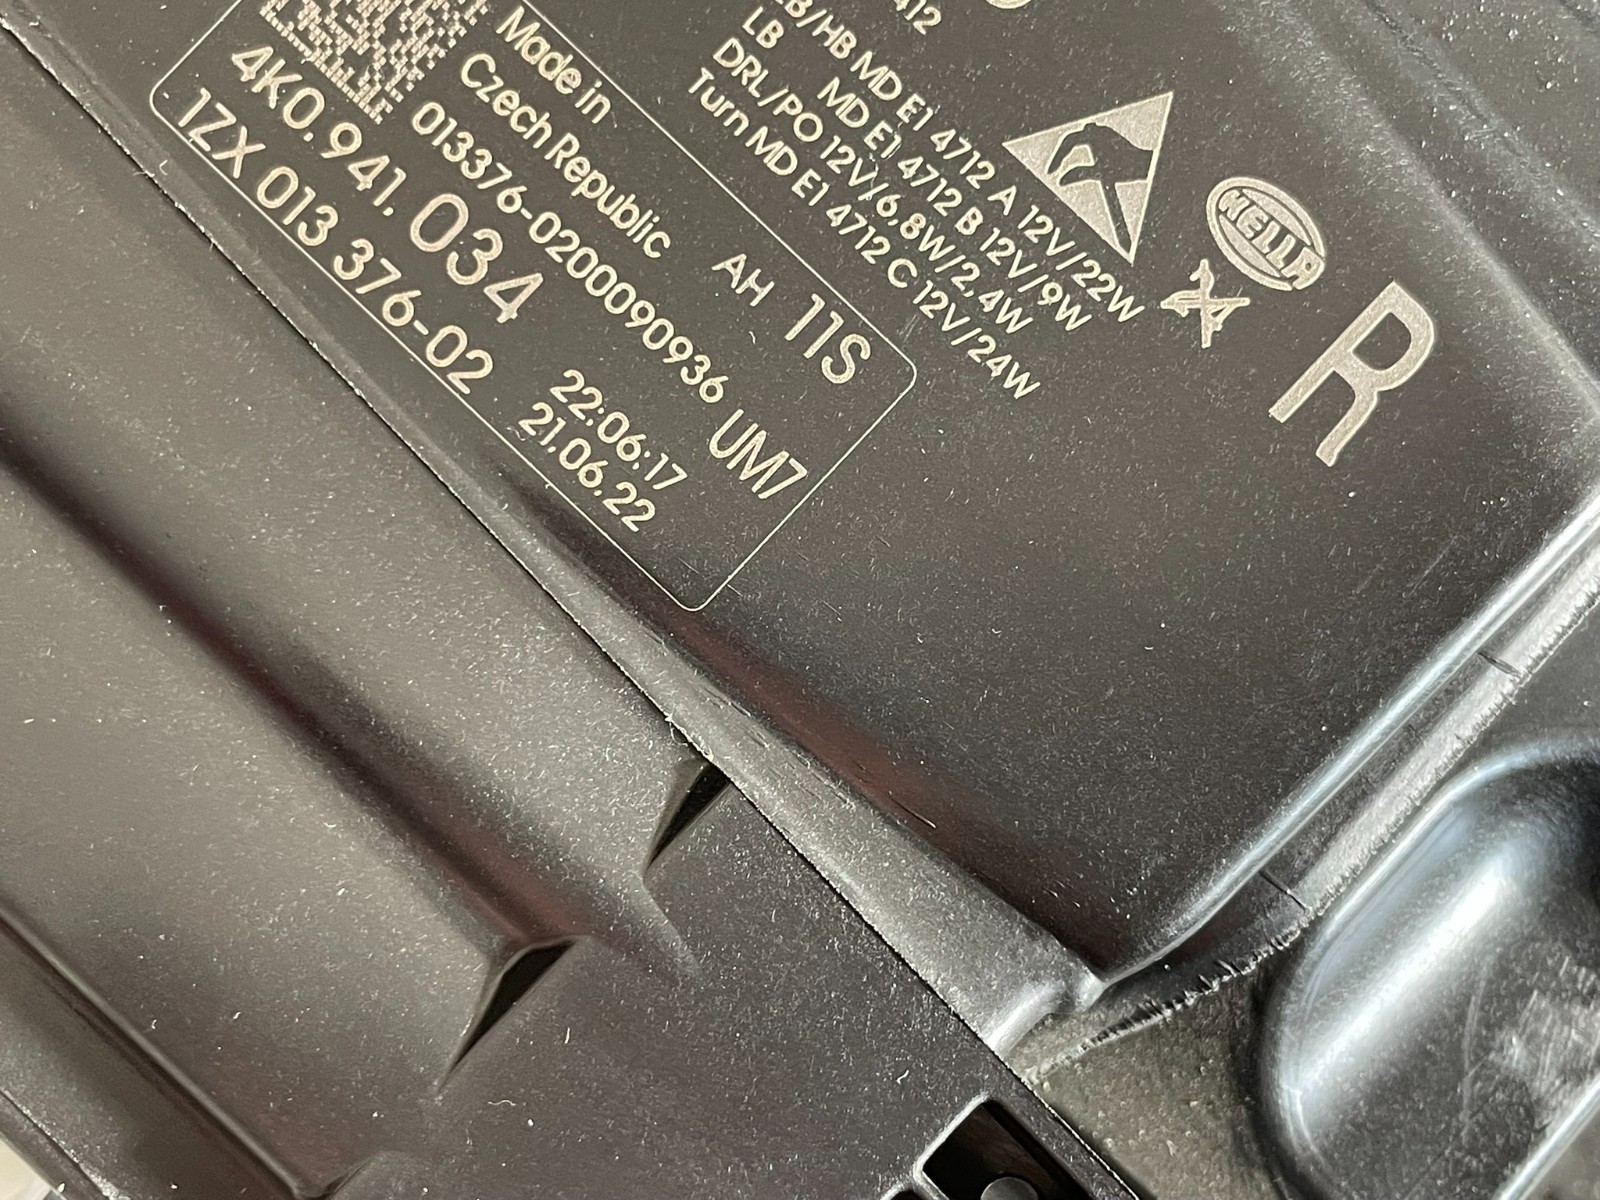 Made in
Czech Republic
AH 11S
013376-0200090936 UM7
4K0.941.034
22:06:17
1ZX 013 376-02
21.06.22
412
/HB MD E1 4712 A 12V/22W
LB MD E1 4712 B 12V/9W
DRL/PO 12V/6,8W/2,4W
Turn MD E1 4712 C 12V/24W
HELLA
R